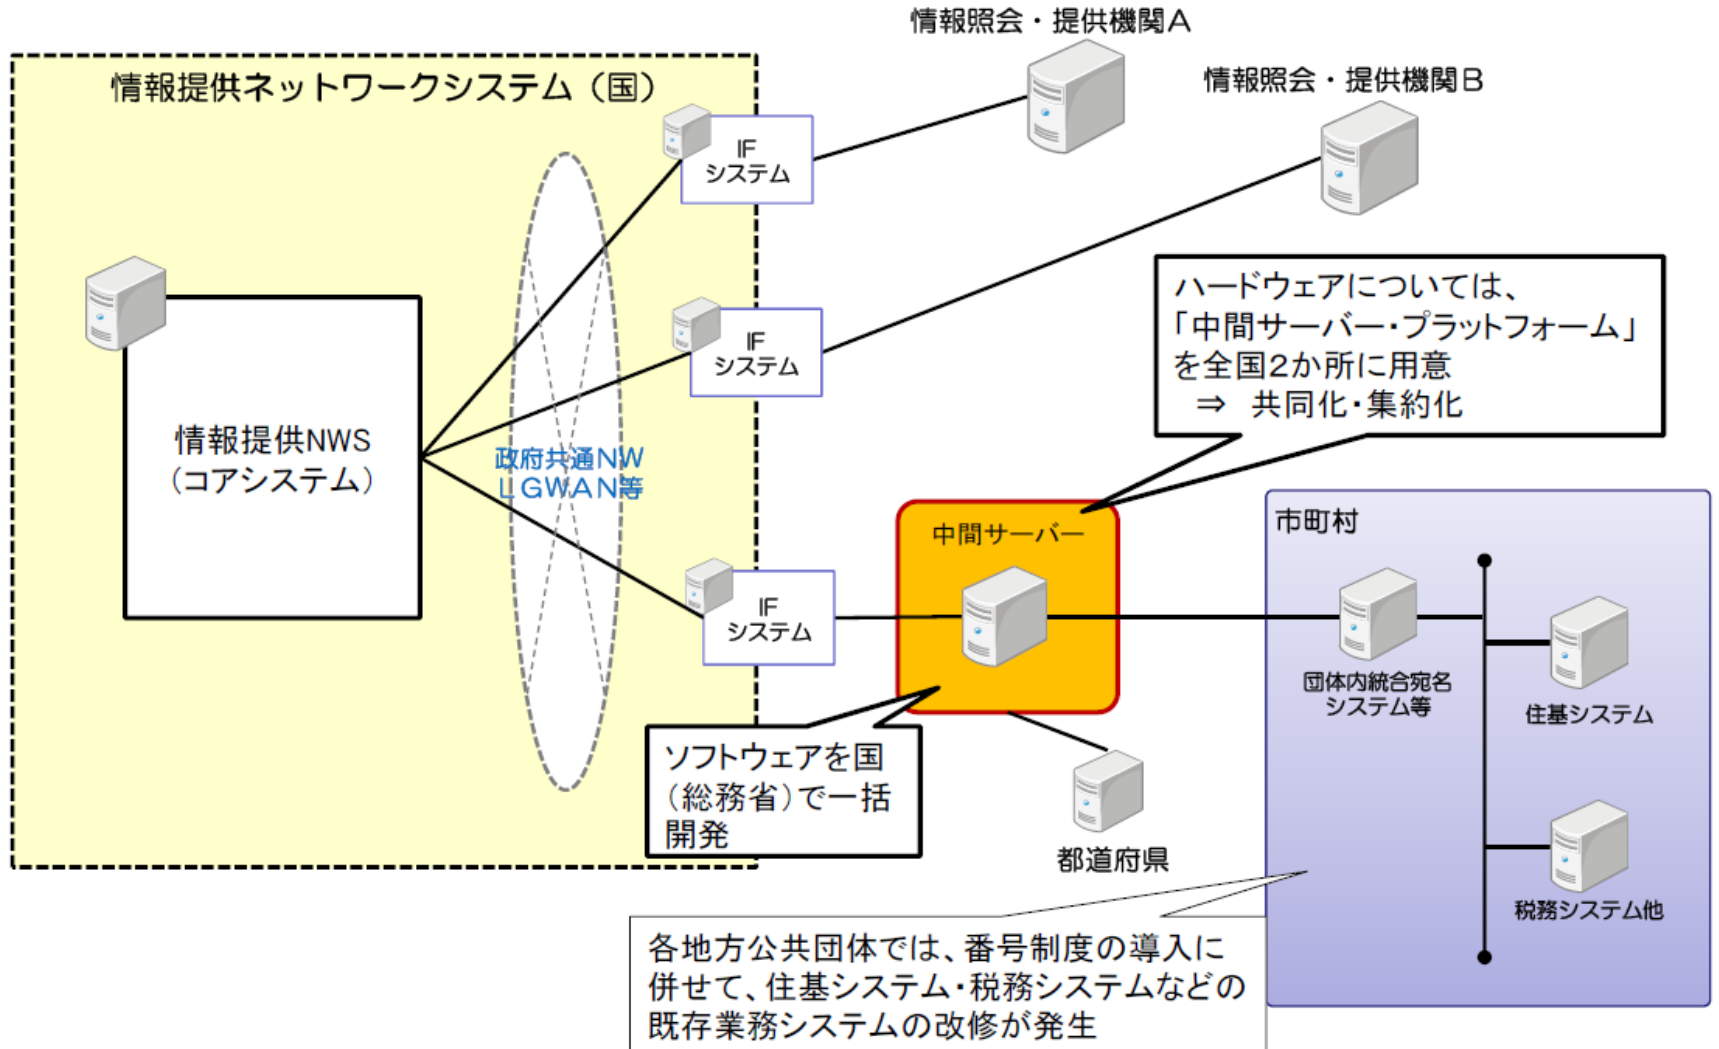 情報照会・提供機関A
情報照会・提供機関B
情報提供ネットワークシステム（国）
IF
システム
IF
システム
ハードウェアについては、
「中間サーバー・プラットフォーム」
を全国２か所に用意
⇒ 共同化・集約化
情報提供NWS
（コアシステム）
政府共通NW
ＬＧＷＡＮ等
中間サーバー
市町村
IF
システム
団体内統合宛名
システム等
住基システム
ソフトウェアを国
（総務省）で一括
開発
都道府県
税務システム他
各地方公共団体では、番号制度の導入に
併せて、住基システム・税務システムなどの
既存業務システムの改修が発生